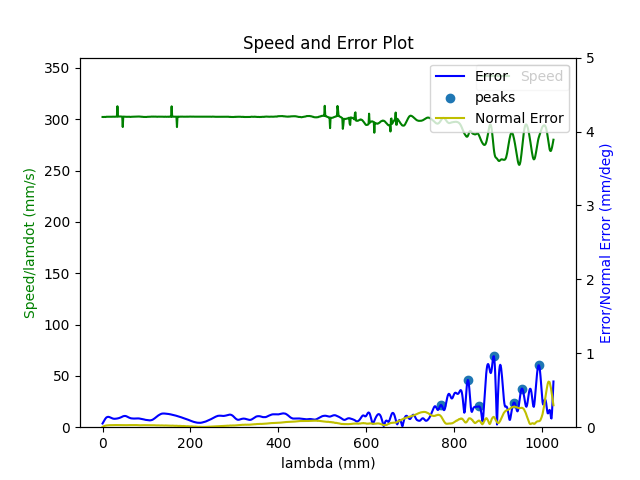 Speed and Error Plot
350
300
250
200
150
100
50
0
Speed/lamdot (mm/s)
0
200
400
600
800
1000
lambda (mm)
5
4
3
2
1
0
Error/Normal Error (mm/deg)
Error
peaks
Normal Error
Speed